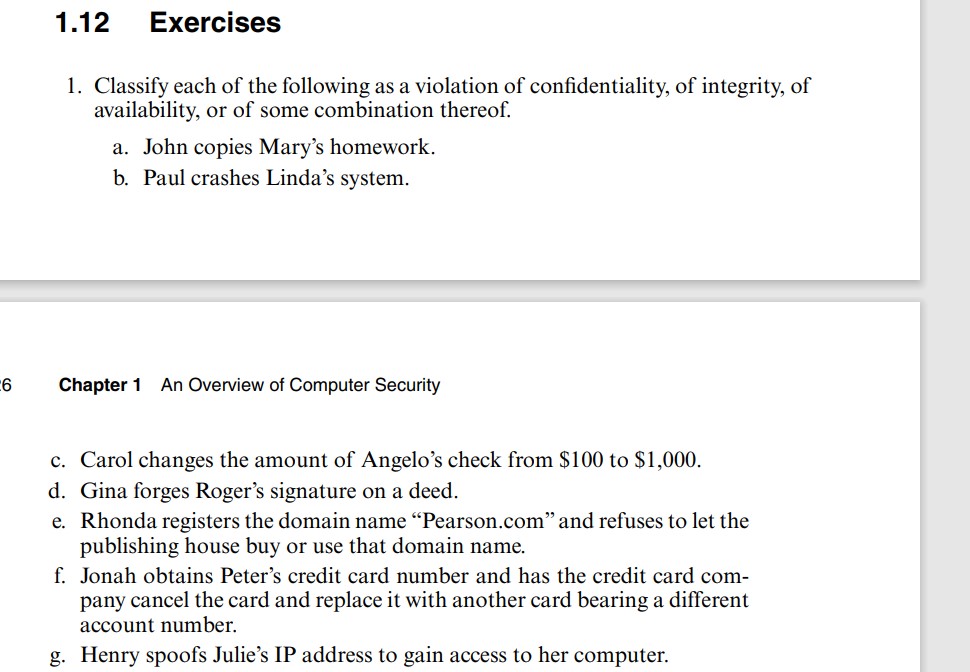 1.12 Exercises
1. Classify each of the following as a violation of confidentiality, of integrity, of
availability, or of some combination thereof.
a. John copies Mary’s homework.
b. Paul crashes Linda’s system.
6 Chapter 1 An Overview of Computer Security
c. Carol changes the amount of Angelo’s check from $100 to $1,000.
d. Gina forges Roger’s signature on a deed.
e. Rhonda registers the domain name “Pearson.com” and refuses to let the
publishing house buy or use that domain name.
f. Jonah obtains Peter’s credit card number and has the credit card com-
pany cancel the card and replace it with another card bearing a different
account number.
g. Henry spoofs Julie’s IP address to gain access to her computer.